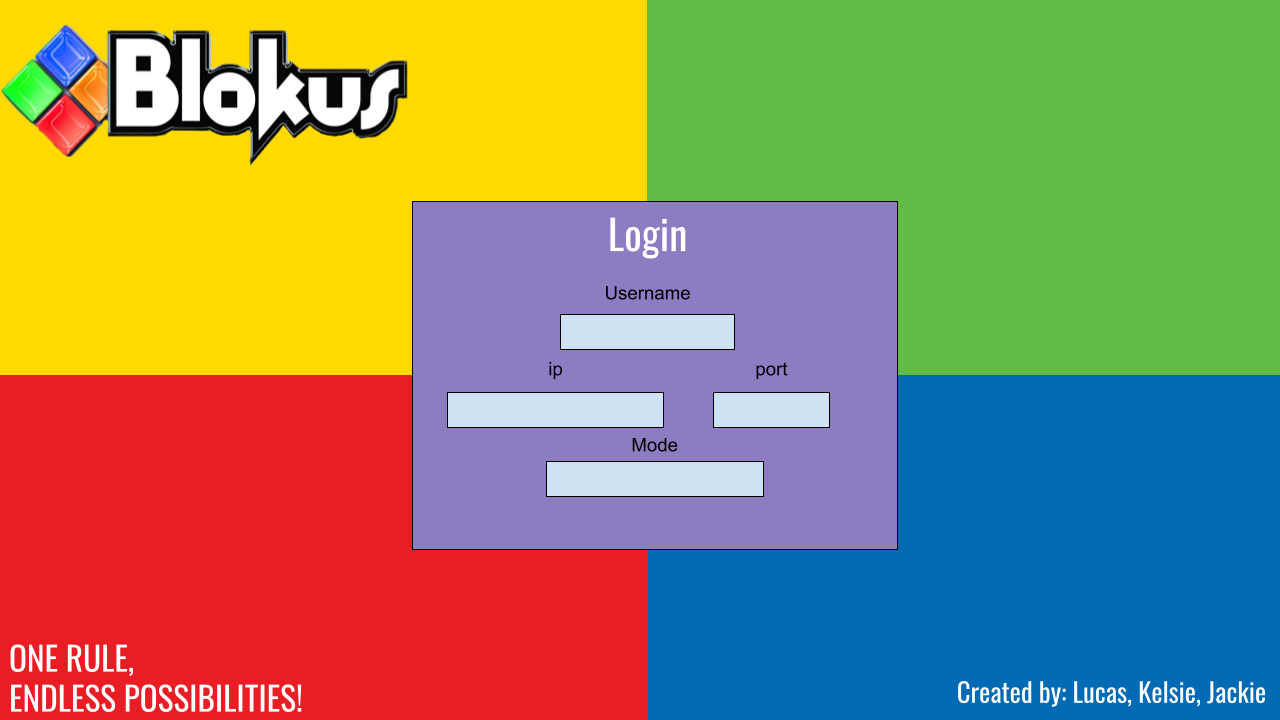 Blokus
Login
Username
ip port
Mode
ONE RULE,
ENDLESS POSSIBILITIES!
Created by: Lucas, Kelsie, Jackie